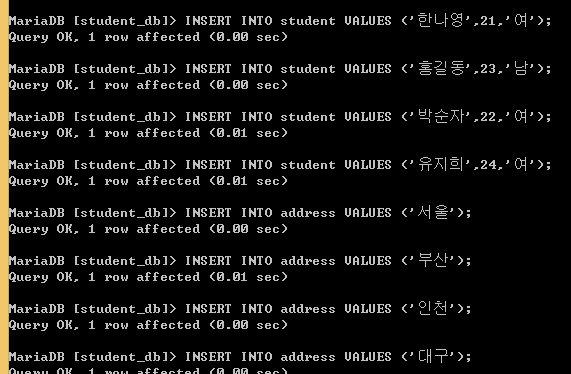 MariaDB [student_db]> INSERT INTO student VALUES ('한나영',21,'여');
Query OK, 1 row affected (0.00 sec)
MariaDB [student_db]> INSERT INTO student VALUES ('홍길동',23,'남');
Query OK, 1 row affected (0.00 sec)
MariaDB [student_db]> INSERT INTO student VALUES ('박순자',22,'여');
Query OK, 1 row affected (0.01 sec)
MariaDB [student_db]> INSERT INTO student VALUES ('유지희',24,'여');
Query OK, 1 row affected (0.01 sec)
MariaDB [student_db]> INSERT INTO address VALUES ('서울');
Query OK, 1 row affected (0.00 sec)
MariaDB [student_db]> INSERT INTO address VALUES ('부산');
Query OK, 1 row affected (0.01 sec)
MariaDB [student_db]> INSERT INTO address VALUES ('인천');
Query OK, 1 row affected (0.00 sec)
MariaDB [student_db]> INSERT INTO address VALUES ('대구');
Query OK, 1 row affected (0.00 sec)